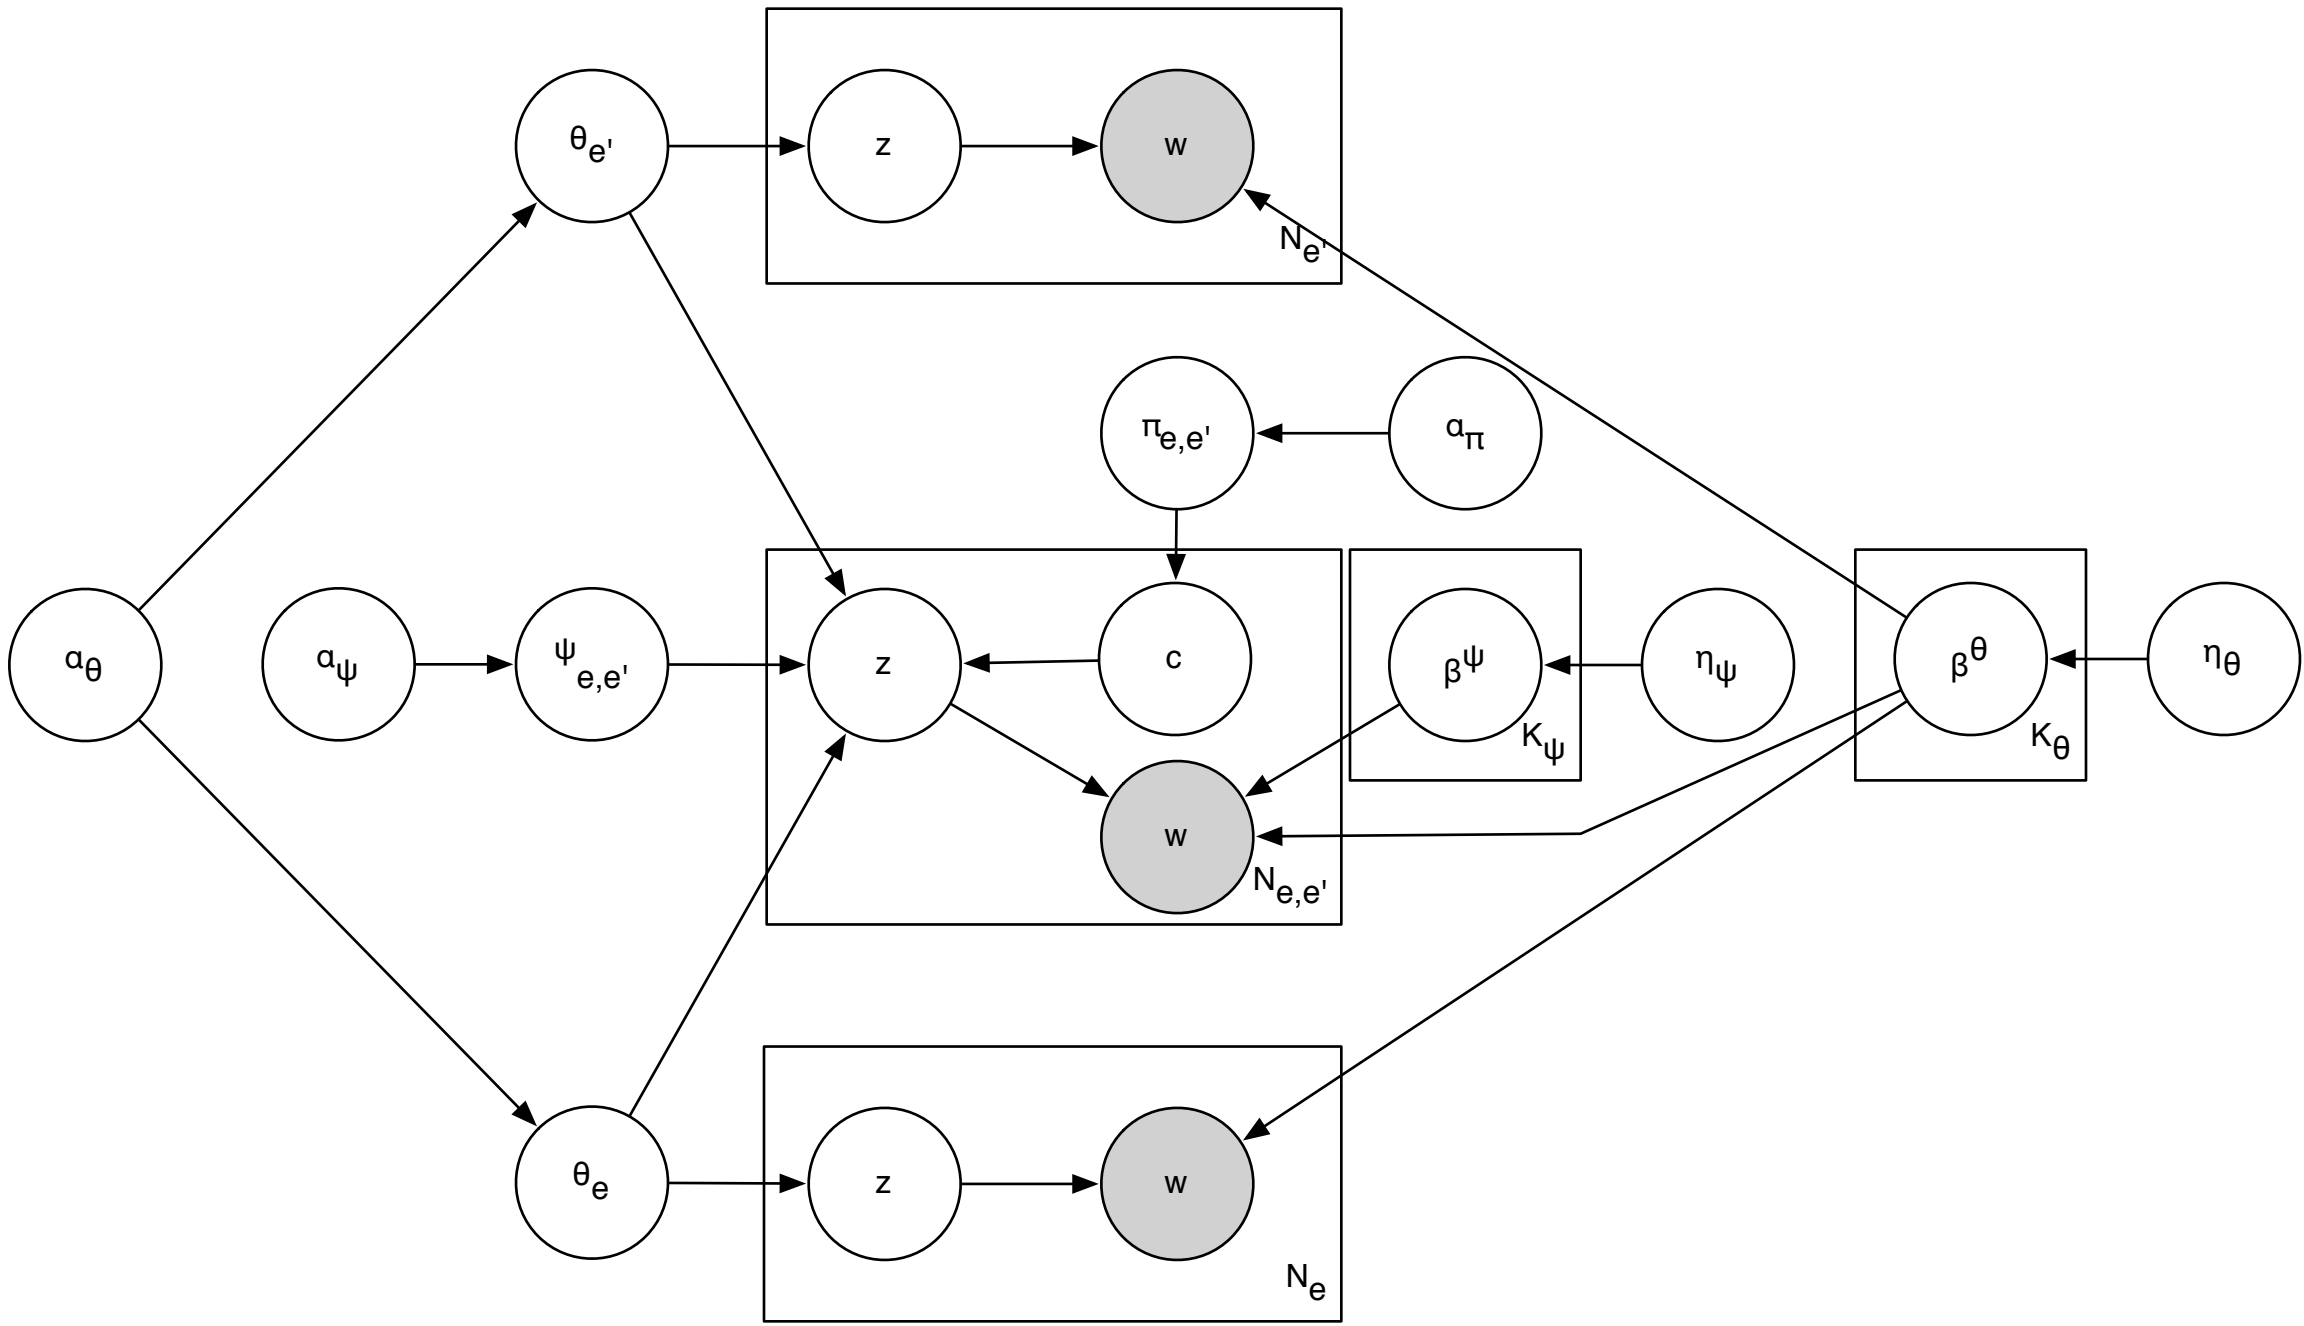 θe'
z
w
Ne'
πe,e'
απ
αθ
αψ
ψe,e'
z
c
βψ
Kψ
ηψ
βθ
Kθ
ηθ
w
Ne,e'
θe
z
w
Ne